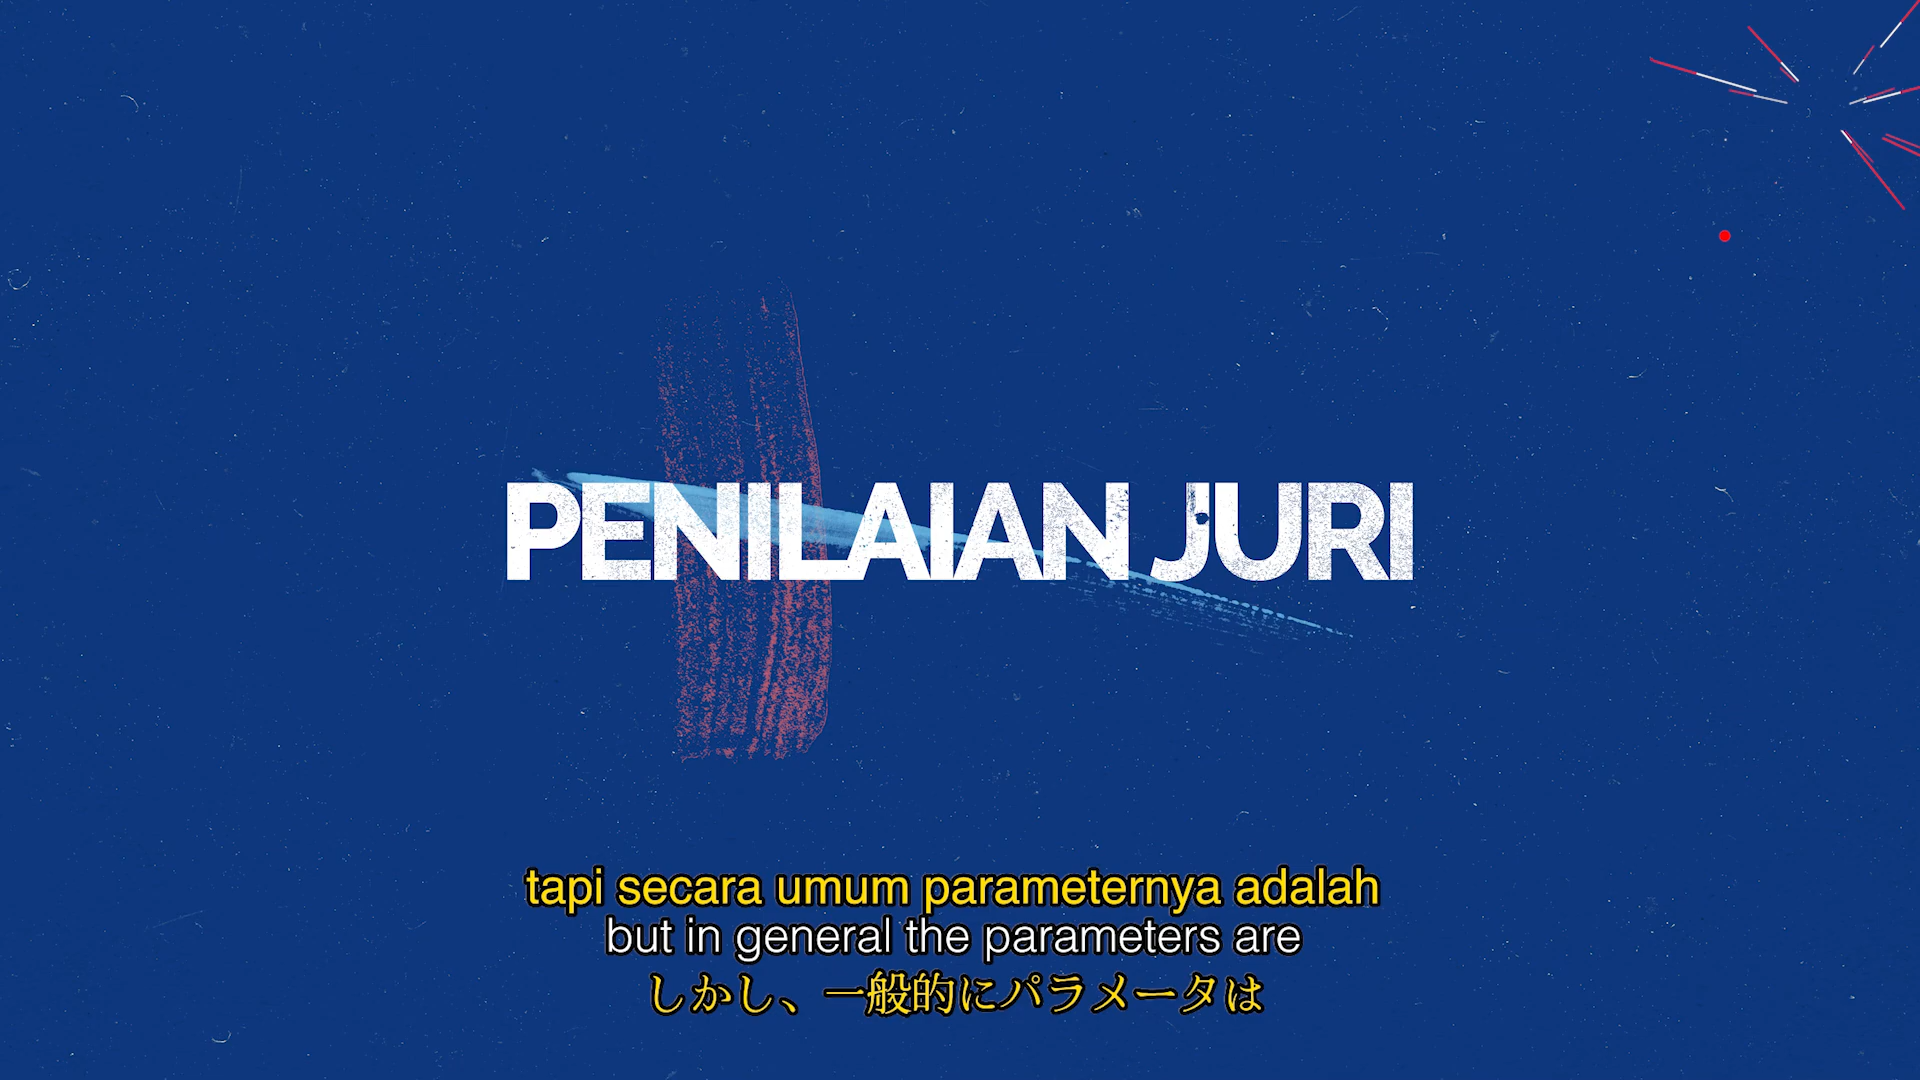 PENILAIAN JURI
tapi secara umum parameternya adalah
but in general the parameters are
しかし、一般的にパラメータは